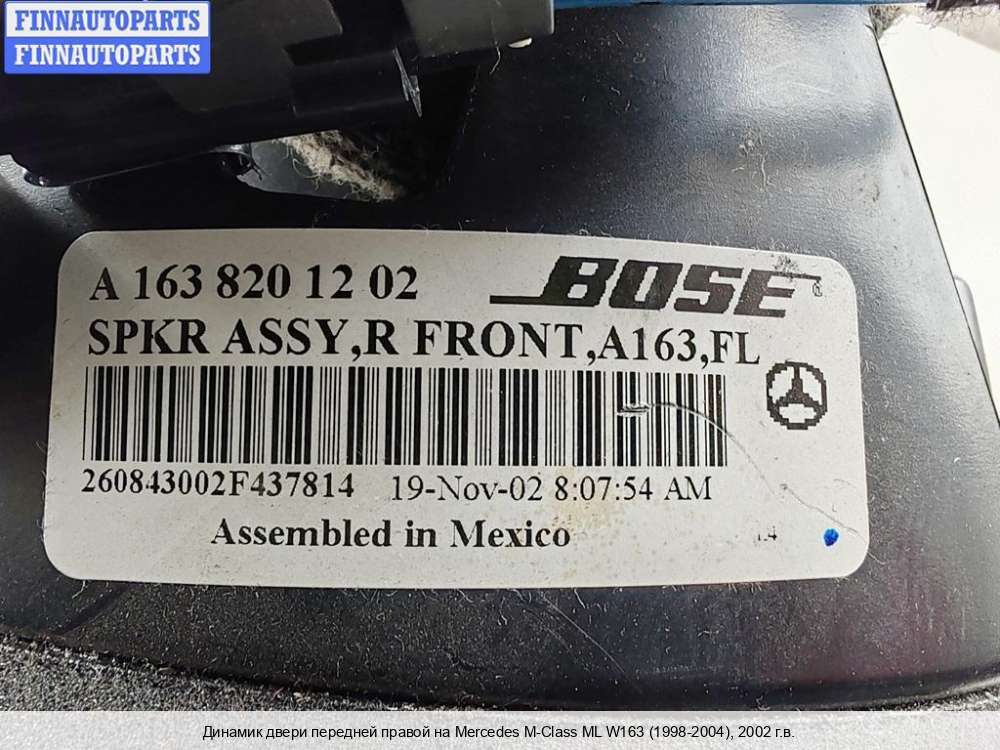 FINNAUTOPARTS
FINNAUTOPARTS
A 163 820 12 02
BOSE
SPKR ASSY,R FRONT,A163,FL
260843002F437814 19-Nov-02 8:07:54 AM
Assembled in Mexico
Динамик двери передней правой на Mercedes M-Class ML W163 (1998-2004), 2002 г.в.